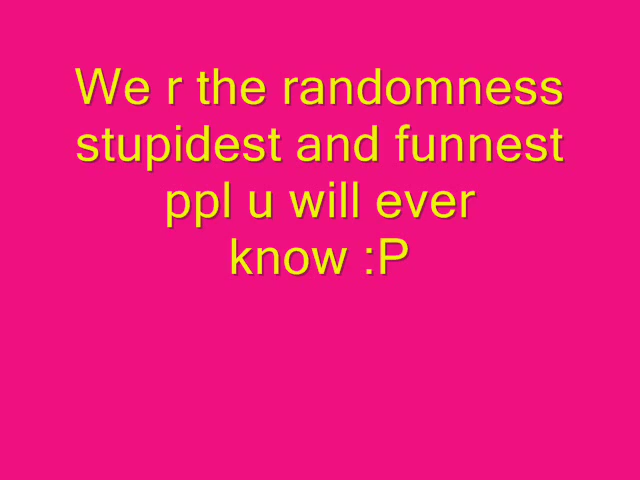 We r the randomness
stupidest and funnest
ppl u will ever
know :P